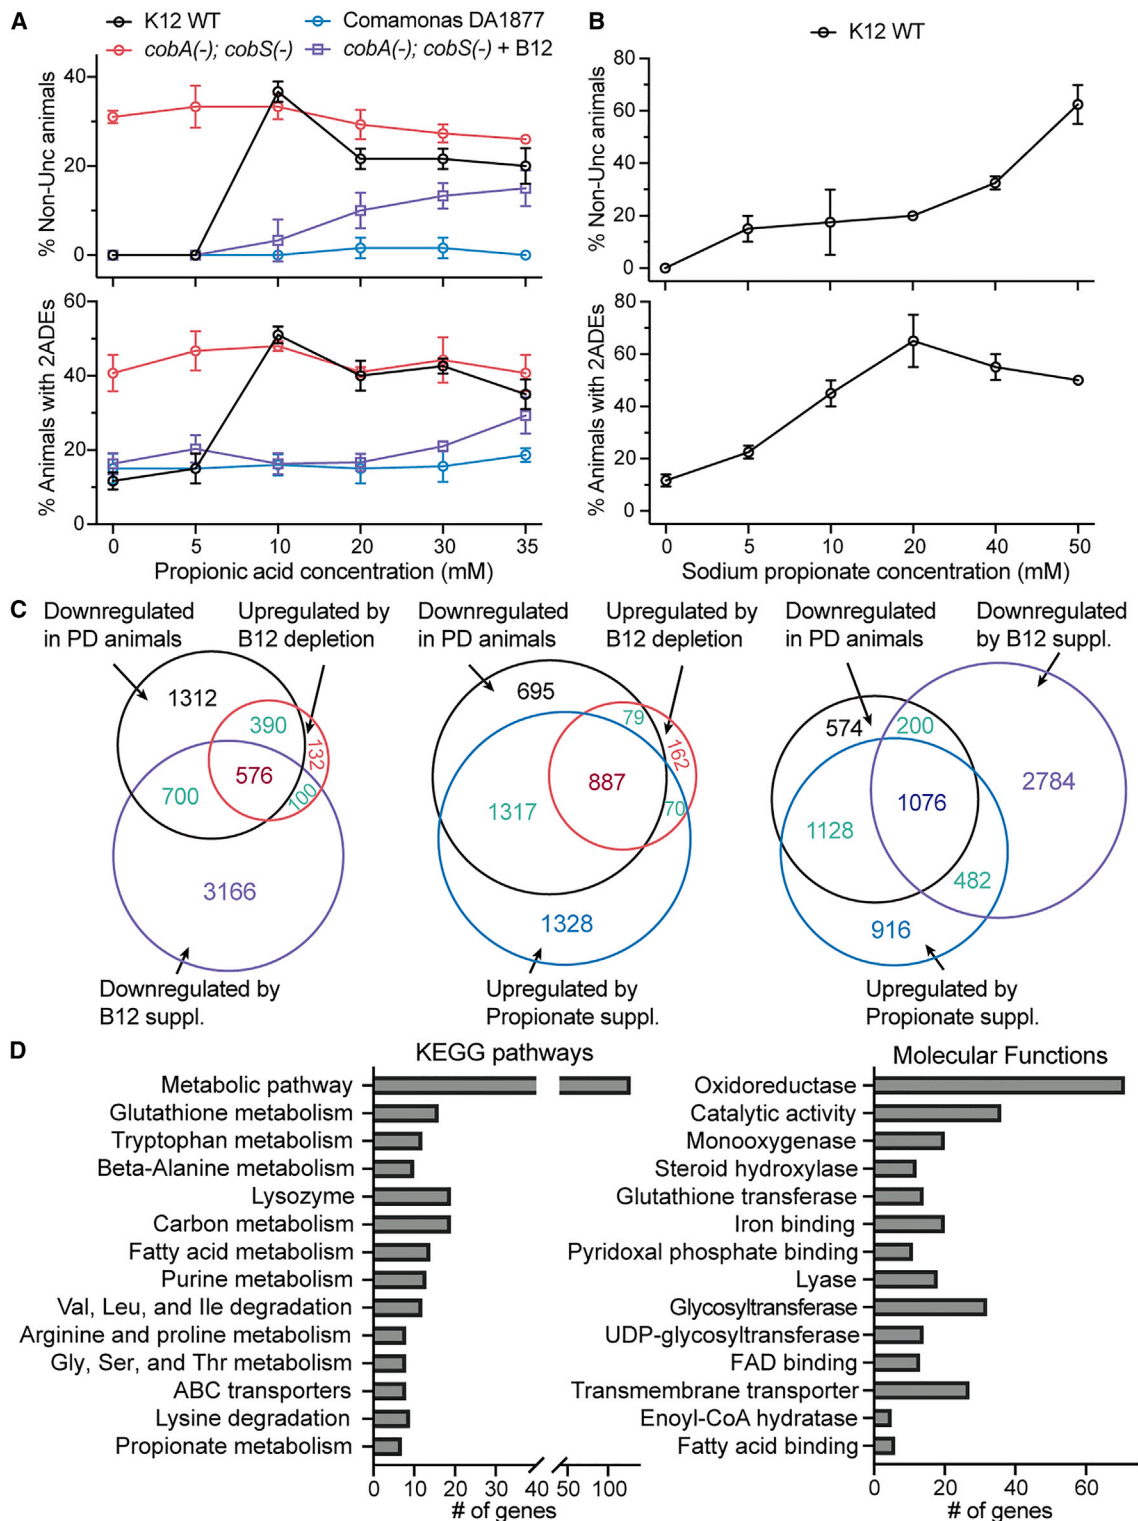 A
K12 WT
Comamonas DA1877
cobA(-); cobS(-)
cobA(-); cobS(-) + B12
% Non-Unc animals
40
20
0
% Animals with 2ADEs
60
40
20
0
0 5 10 20 30 35
Propionic acid concentration (mM)
B
K12 WT
% Non-Unc animals
80
60
40
20
0
% Animals with 2ADEs
80
60
40
20
0
0 5 10 20 40 50
Sodium propionate concentration (mM)
C
Downregulated
in PD animals
Upregulated by
B12 depletion
1312
390
132
576
700
100
3166
Downregulated by
B12 suppl.
Downregulated
in PD animals
Upregulated by
B12 depletion
695
79
162
887
1317
70
1328
Upregulated by
Propionate suppl.
Downregulated
in PD animals
Downregulated
by B12 suppl.
574
200
2784
1076
1128
482
916
Upregulated by
Propionate suppl.
D
KEGG pathways
Metabolic pathway
Glutathione metabolism
Tryptophan metabolism
Beta-Alanine metabolism
Lysozyme
Carbon metabolism
Fatty acid metabolism
Purine metabolism
Val, Leu, and Ile degradation
Arginine and proline metabolism
Gly, Ser, and Thr metabolism
ABC transporters
Lysine degradation
Propionate metabolism
0 10 20 30 40 50 100
# of genes
Molecular Functions
Oxidoreductase
Catalytic activity
Monooxygenase
Steroid hydroxylase
Glutathione transferase
Iron binding
Pyridoxal phosphate binding
Lyase
Glycosyltransferase
UDP-glycosyltransferase
FAD binding
Transmembrane transporter
Enoyl-CoA hydratase
Fatty acid binding
0 20 40 60
# of genes